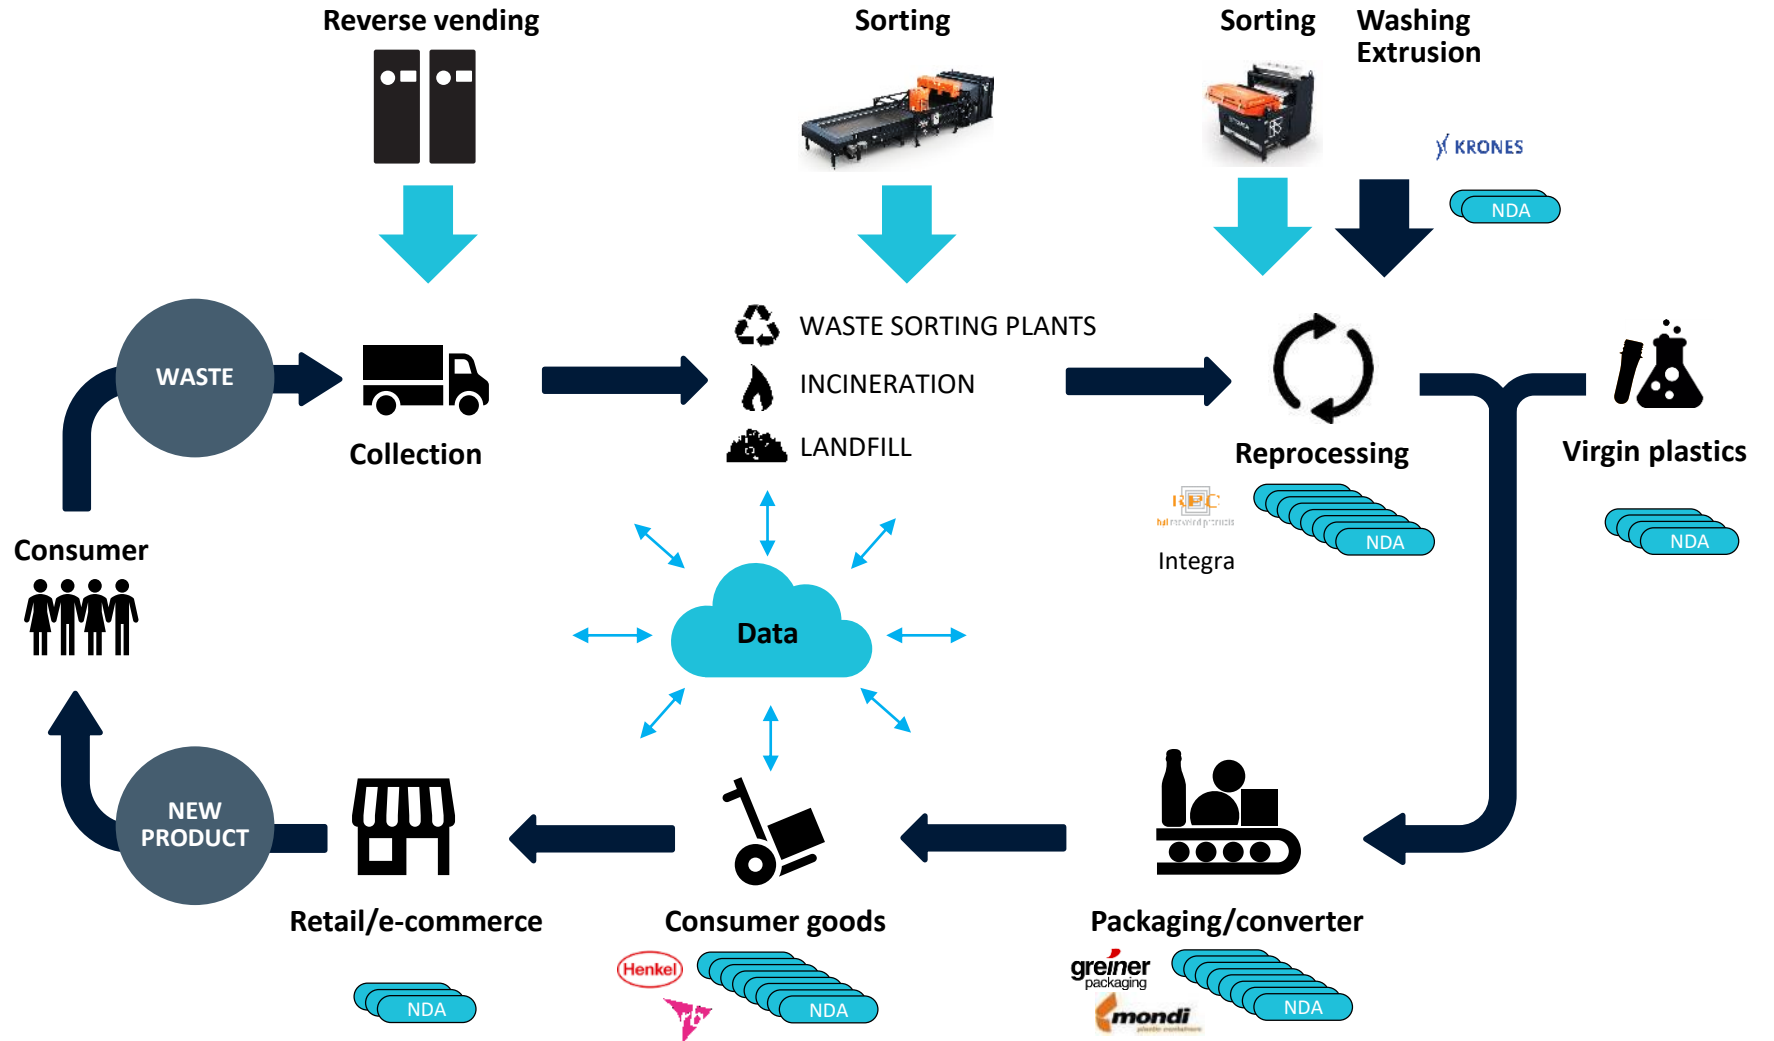 Reverse vending
Sorting
Sorting
Washing
Extrusion
KRONES
NDA
WASTE
WASTE SORTING PLANTS
INCINERATION
LANDFILL
Collection
Reprocessing
Virgin plastics
RPC
Integra
NDA
NDA
Consumer
Data
NEW
PRODUCT
Retail/e-commerce
Consumer goods
Packaging/converter
NDA
Henkel
NDA
greiner
packaging
mondi
NDA